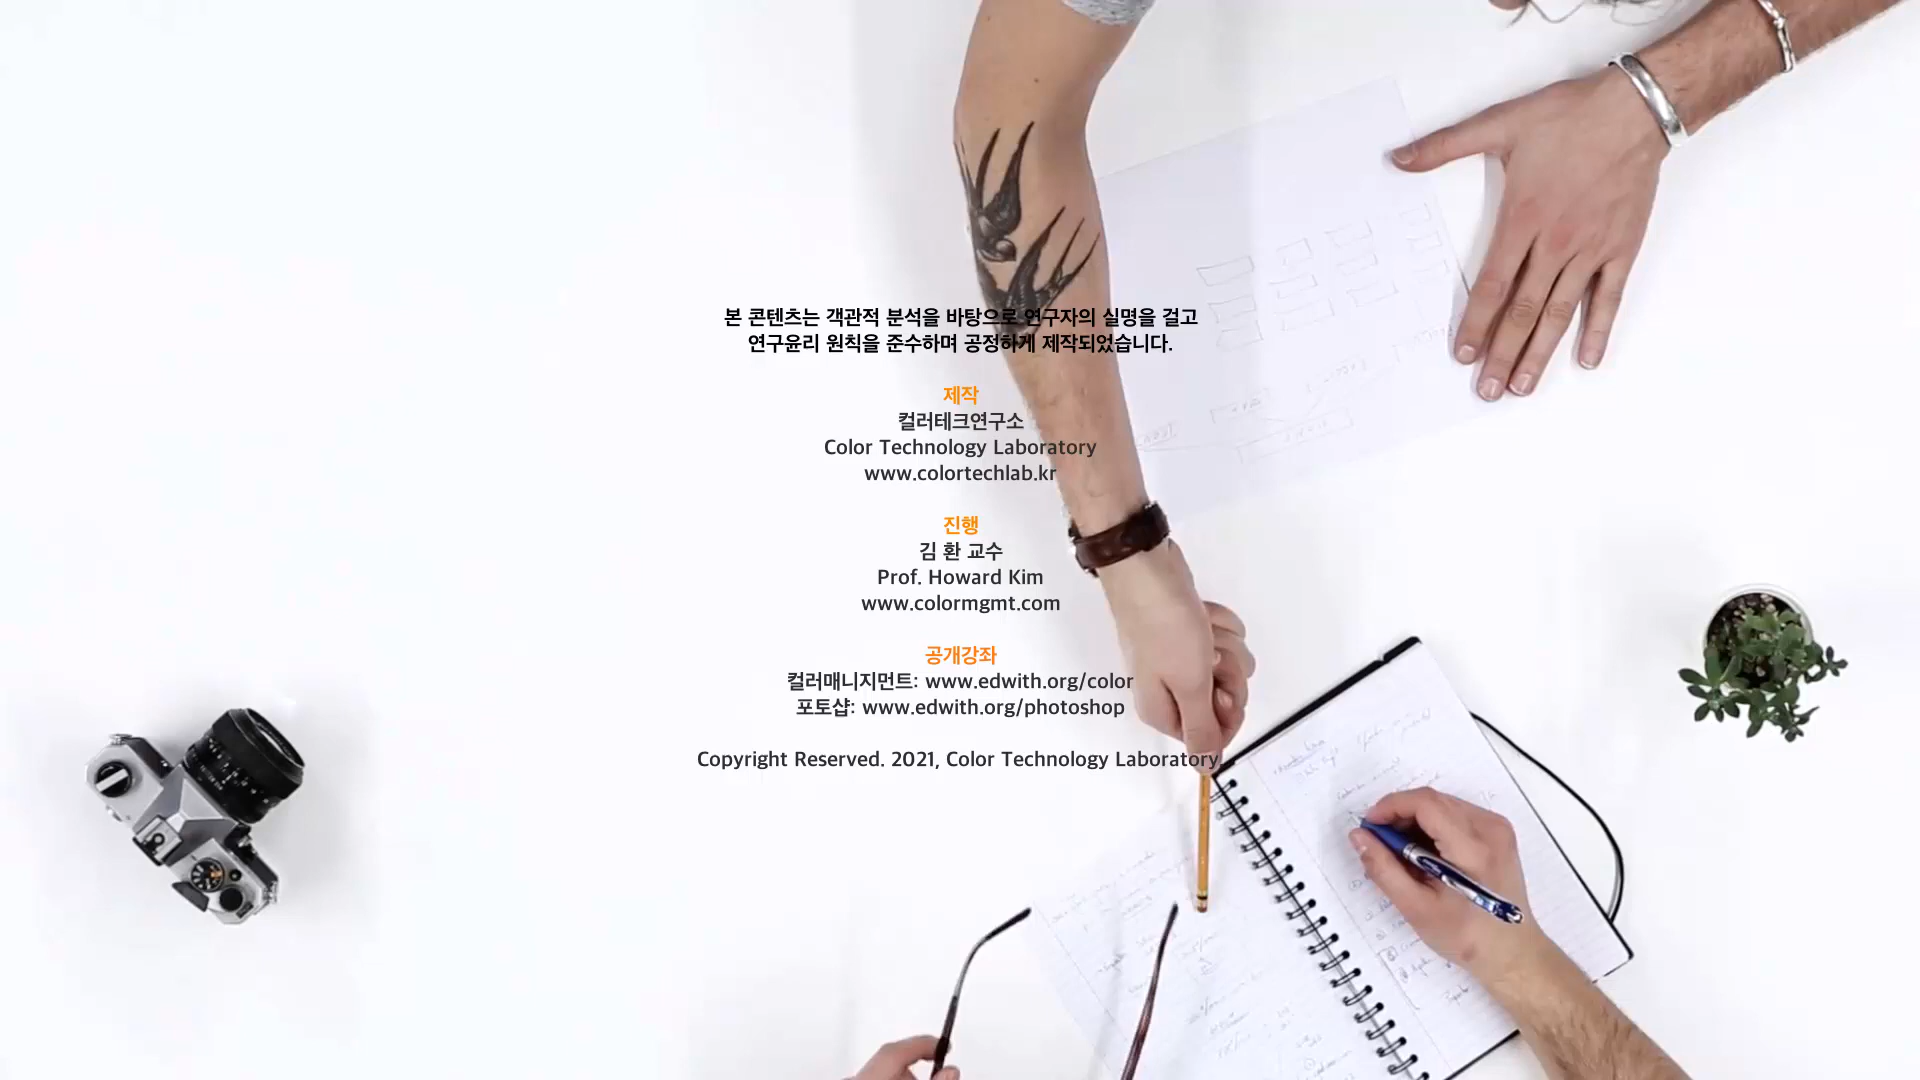 본 콘텐츠는 객관적 분석을 바탕으로 연구자의 실명을 걸고
연구윤리 원칙을 준수하며 공정하게 제작되었습니다.
제작
컬러테크연구소
Color Technology Laboratory
www.colortechlab.kr
진행
김 환 교수
Prof. Howard Kim
www.colormgmt.com
공개강좌
컬러매니지먼트: www.edwith.org/color
포토샵: www.edwith.org/photoshop
Copyright Reserved. 2021, Color Technology Laboratory.